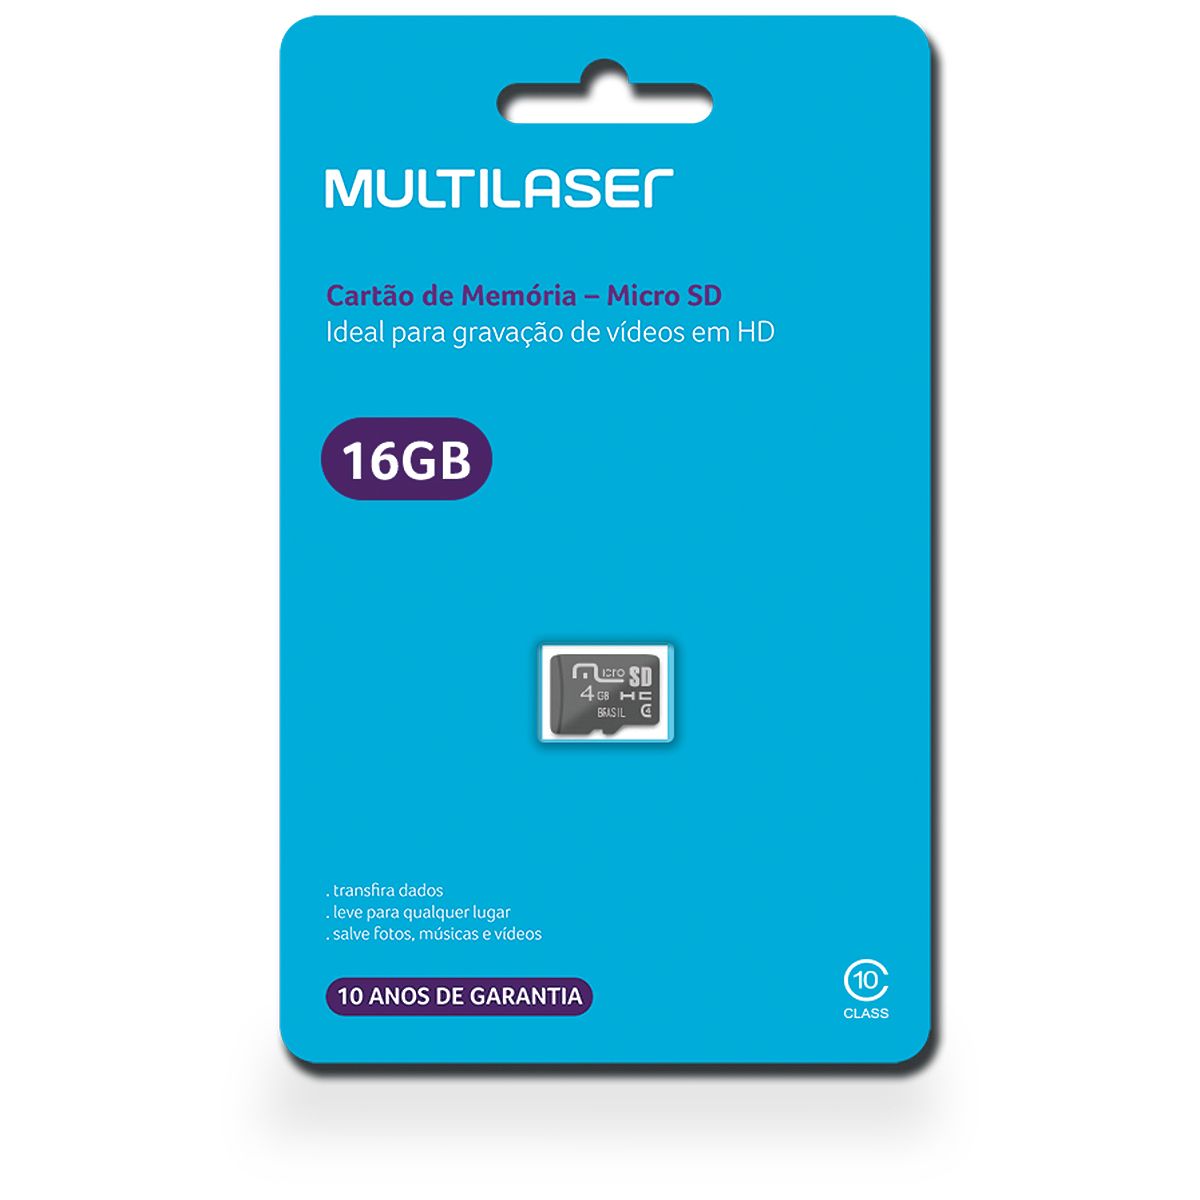 MULTILASER
Cartão de Memória – Micro SD
Ideal para gravação de vídeos em HD
16GB
Micro SD
4 GB HC
BRASIL 4
. transfira dados
. leve para qualquer lugar
. salve fotos, músicas e vídeos
10 ANOS DE GARANTIA
10
CLASS